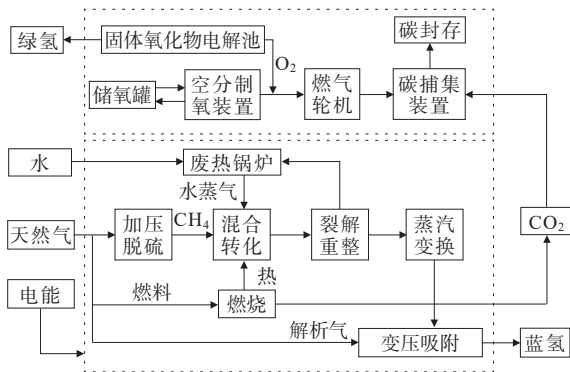 绿氢
固体氧化物电解池
碳封存
O₂
储氧罐
空分制
氧装置
燃气
轮机
碳捕集
装置
水
废热锅炉
水蒸气
天然气
加压
脱硫
CH₄
混合
转化
裂解
重整
蒸汽
变换
CO₂
电能
燃料
热
燃烧
解析气
变压吸附
蓝氢